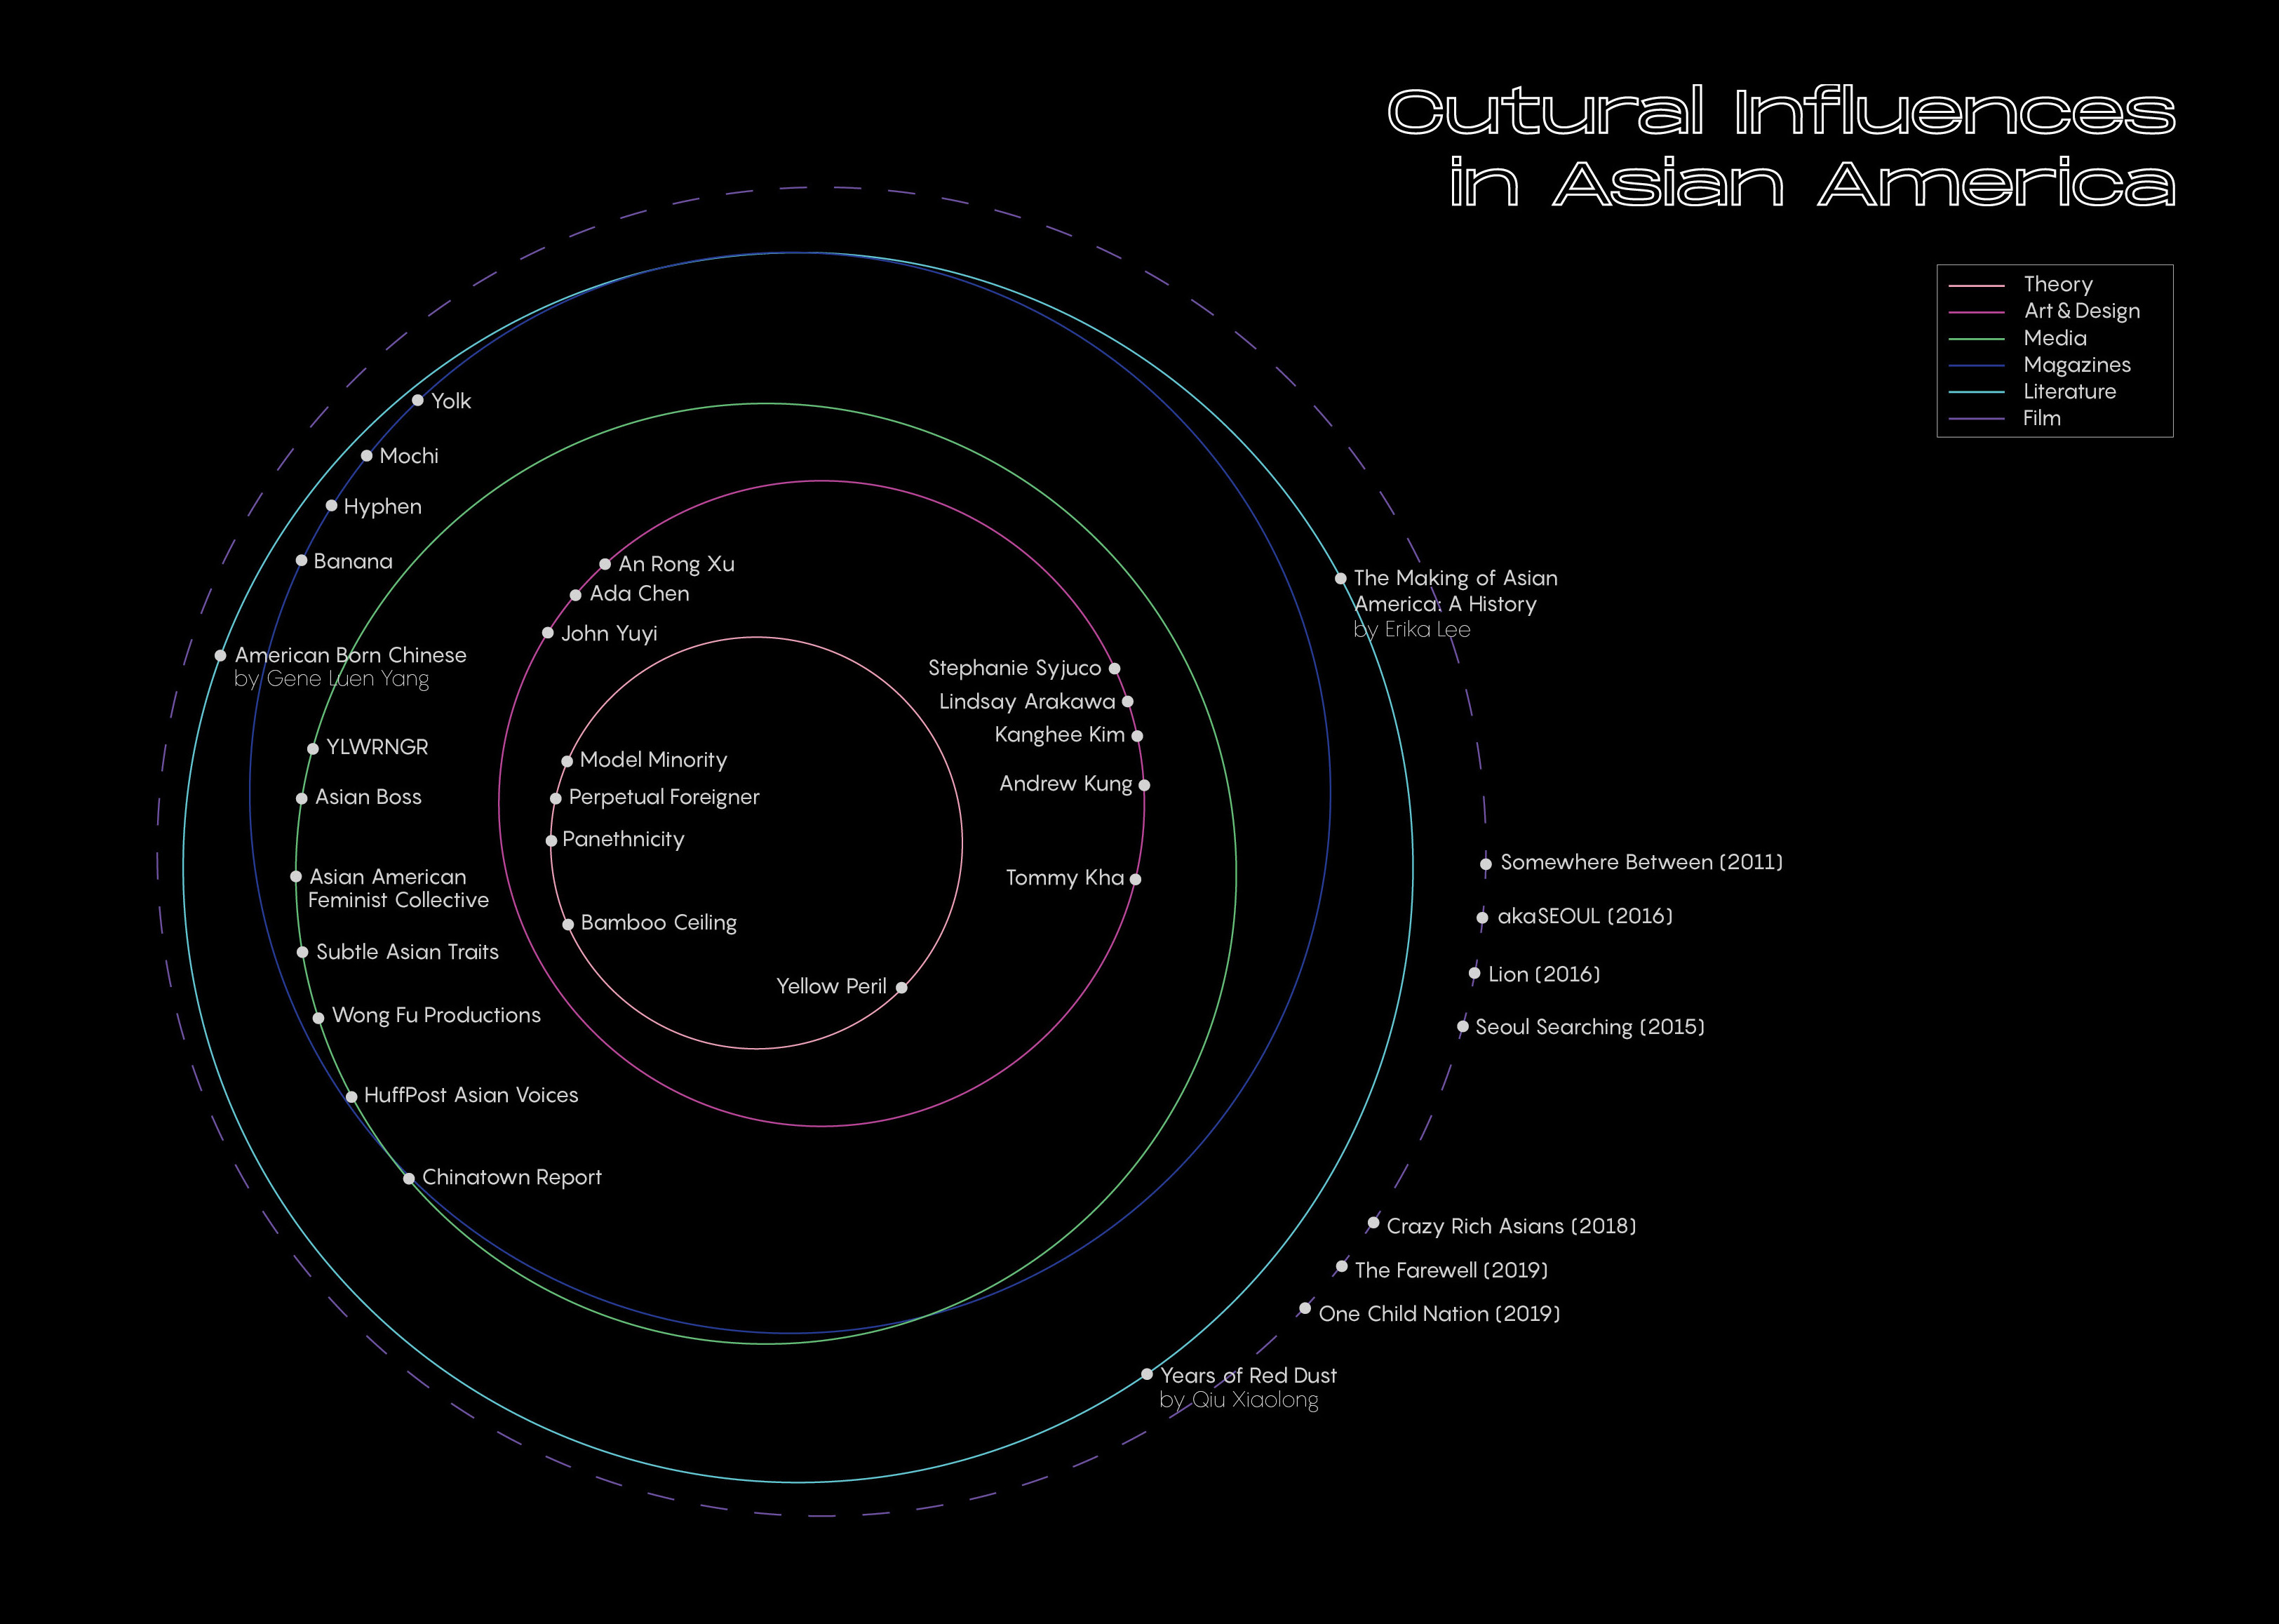 Cutural Influences
in Asian America
Theory
Art & Design
Media
Magazines
Literature
Film
Yolk
Mochi
Hyphen
Banana
An Rong Xu
Ada Chen
John Yuyi
The Making of Asian
America: A History
by Erika Lee
American Born Chinese
by Gene Luen Yang
Stephanie Syjuco
Lindsay Arakawa
Kanghee Kim
Andrew Kung
Tommy Kha
YLWRNGR
Asian Boss
Asian American
Feminist Collective
Subtle Asian Traits
Wong Fu Productions
HuffPost Asian Voices
Chinatown Report
Model Minority
Perpetual Foreigner
Panethnicity
Bamboo Ceiling
Yellow Peril
Somewhere Between (2011)
akaSEOUL (2016)
Lion (2016)
Seoul Searching (2015)
Crazy Rich Asians (2018)
The Farewell (2019)
One Child Nation (2019)
Years of Red Dust
by Qiu Xiaolong